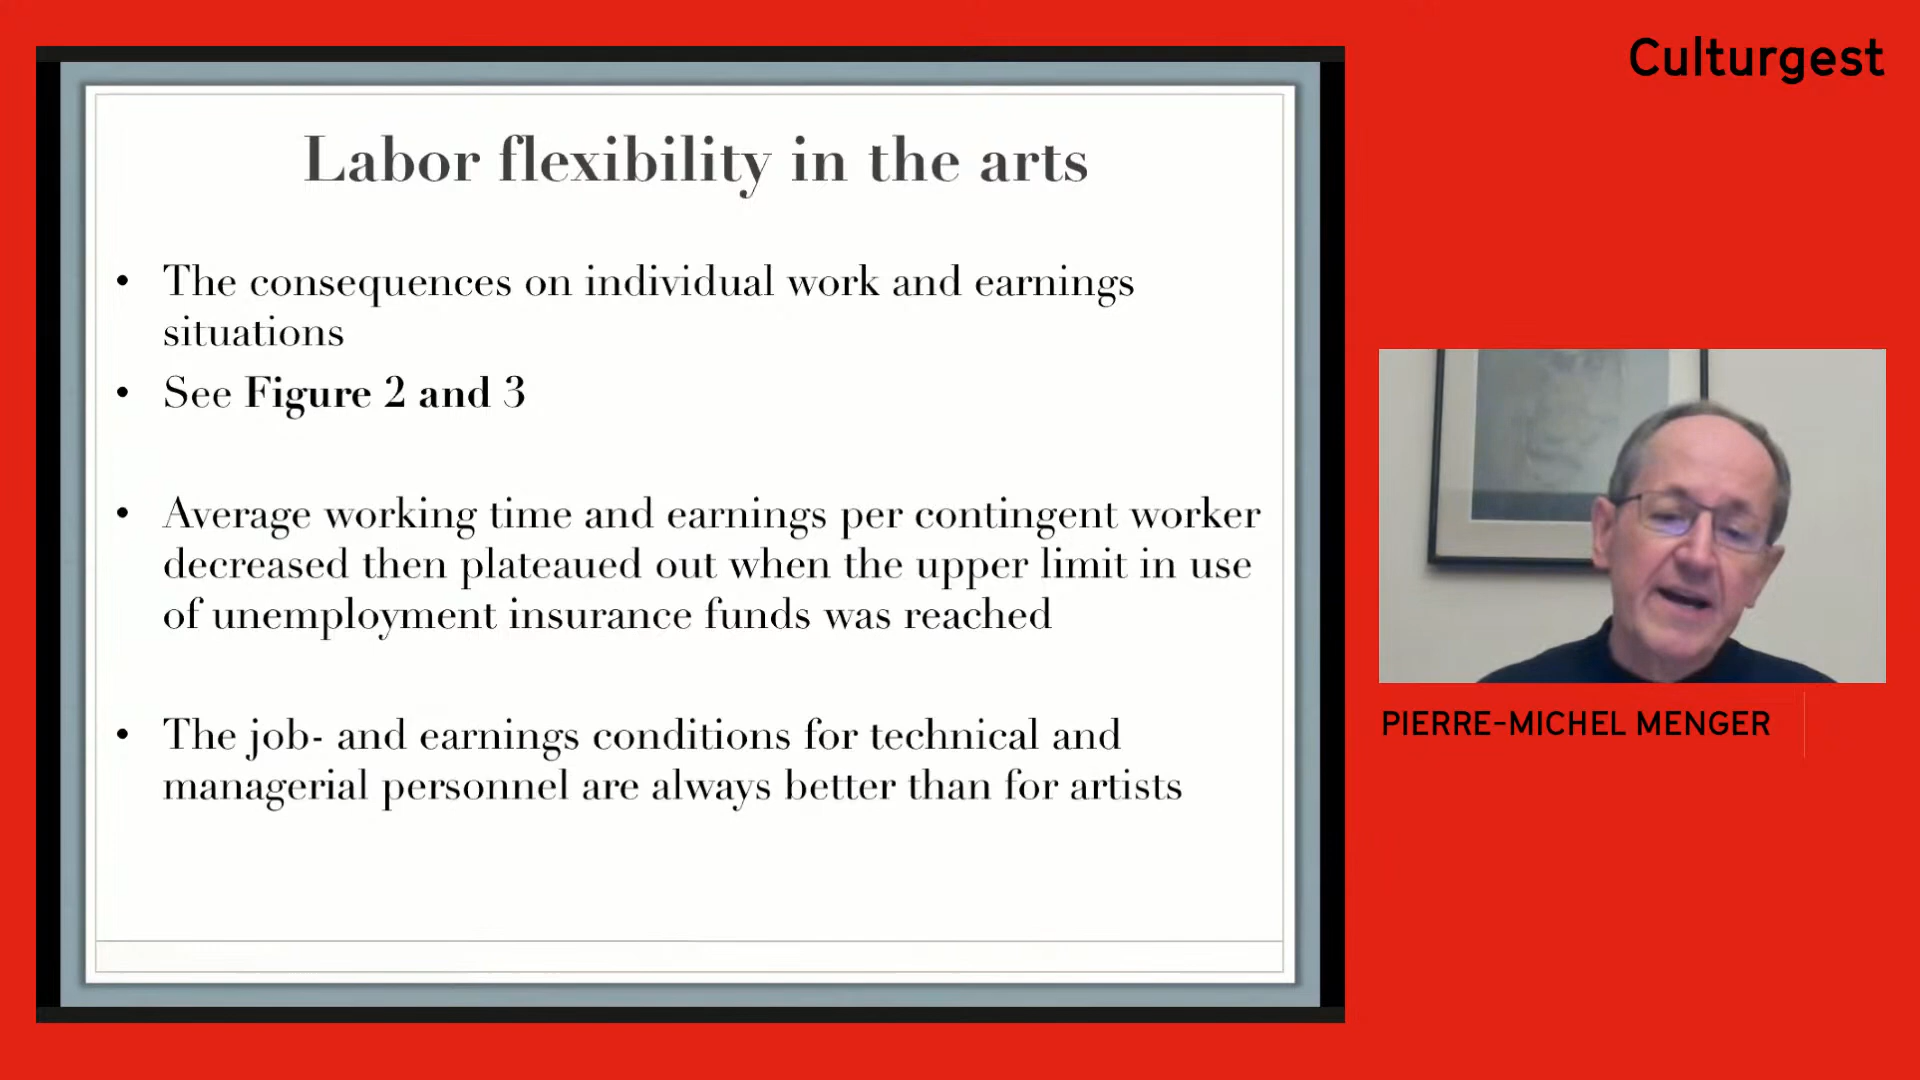 Culturgest
Labor flexibility in the arts
• The consequences on individual work and earnings
situations
• See Figure 2 and 3
• Average working time and earnings per contingent worker
decreased then plateaued out when the upper limit in use
of unemployment insurance funds was reached
• The job- and earnings conditions for technical and
managerial personnel are always better than for artists
PIERRE-MICHEL MENGER